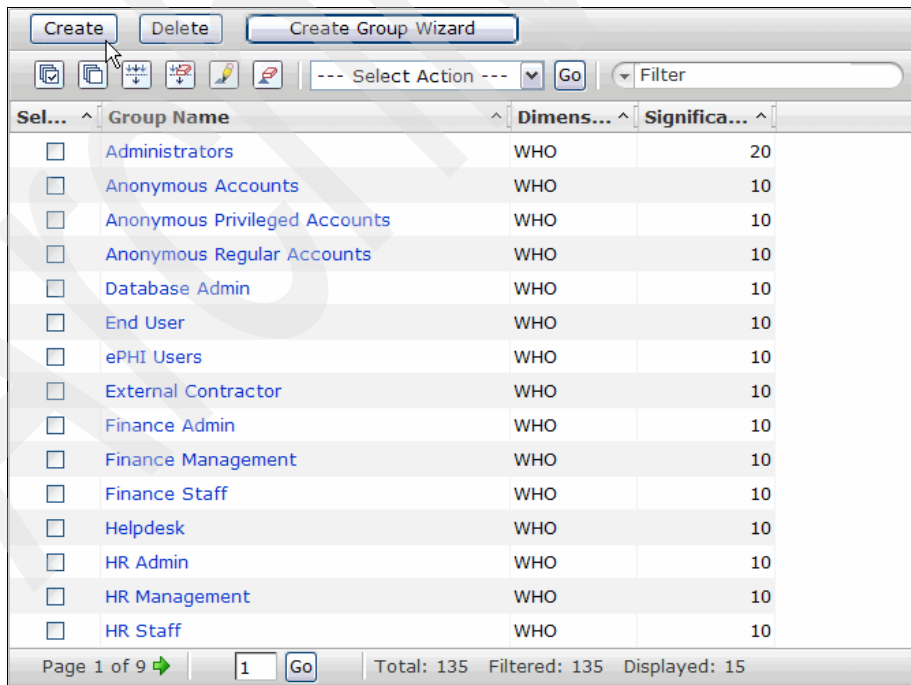 Create Delete Create Group Wizard
--- Select Action --- Go Filter
Sel... Group Name Dimens... Significa...
Administrators WHO 20
Anonymous Accounts WHO 10
Anonymous Privileged Accounts WHO 10
Anonymous Regular Accounts WHO 10
Database Admin WHO 10
End User WHO 10
ePHI Users WHO 10
External Contractor WHO 10
Finance Admin WHO 10
Finance Management WHO 10
Finance Staff WHO 10
Helpdesk WHO 10
HR Admin WHO 10
HR Management WHO 10
HR Staff WHO 10
Page 1 of 9 1 Go Total: 135 Filtered: 135 Displayed: 15